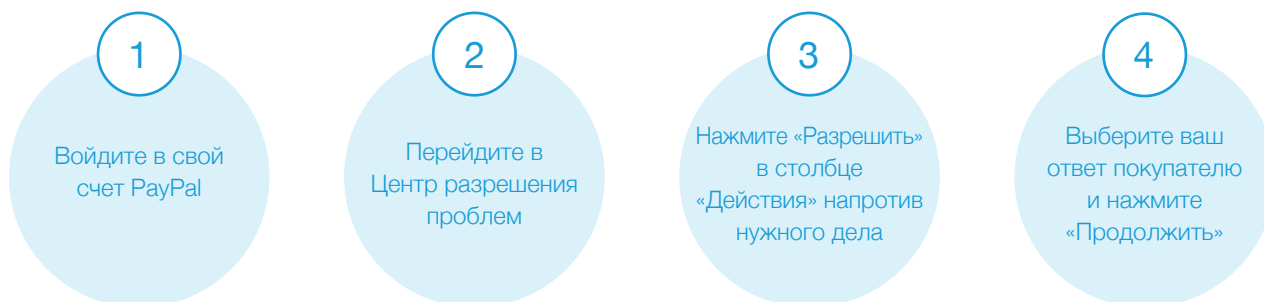 1
Войдите в свой
счет PayPal
2
Перейдите в
Центр разрешения
проблем
3
Нажмите «Разрешить»
в столбце
«Действия» напротив
нужного дела
4
Выберите ваш
ответ покупателю
и нажмите
«Продолжить»